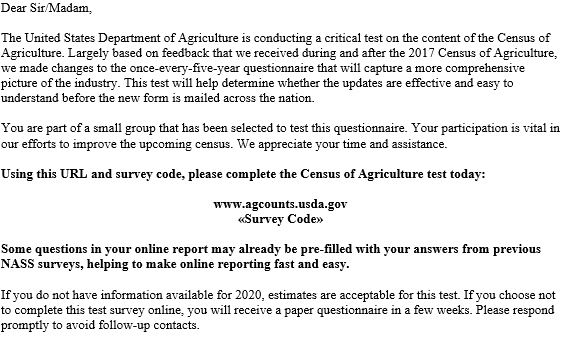 Dear Sir/Madam,
The United States Department of Agriculture is conducting a critical test on the content of the Census of
Agriculture. Largely based on feedback that we received during and after the 2017 Census of Agriculture,
we made changes to the once-every-five-year questionnaire that will capture a more comprehensive
picture of the industry. This test will help determine whether the updates are effective and easy to
understand before the new form is mailed across the nation.
You are part of a small group that has been selected to test this questionnaire. Your participation is vital in
our efforts to improve the upcoming census. We appreciate your time and assistance.
Using this URL and survey code, please complete the Census of Agriculture test today:
www.agcounts.usda.gov
«Survey Code»
Some questions in your online report may already be pre-filled with your answers from previous
NASS surveys, helping to make online reporting fast and easy.
If you do not have information available for 2020, estimates are acceptable for this test. If you choose not
to complete this test survey online, you will receive a paper questionnaire in a few weeks. Please respond
promptly to avoid follow-up contacts.